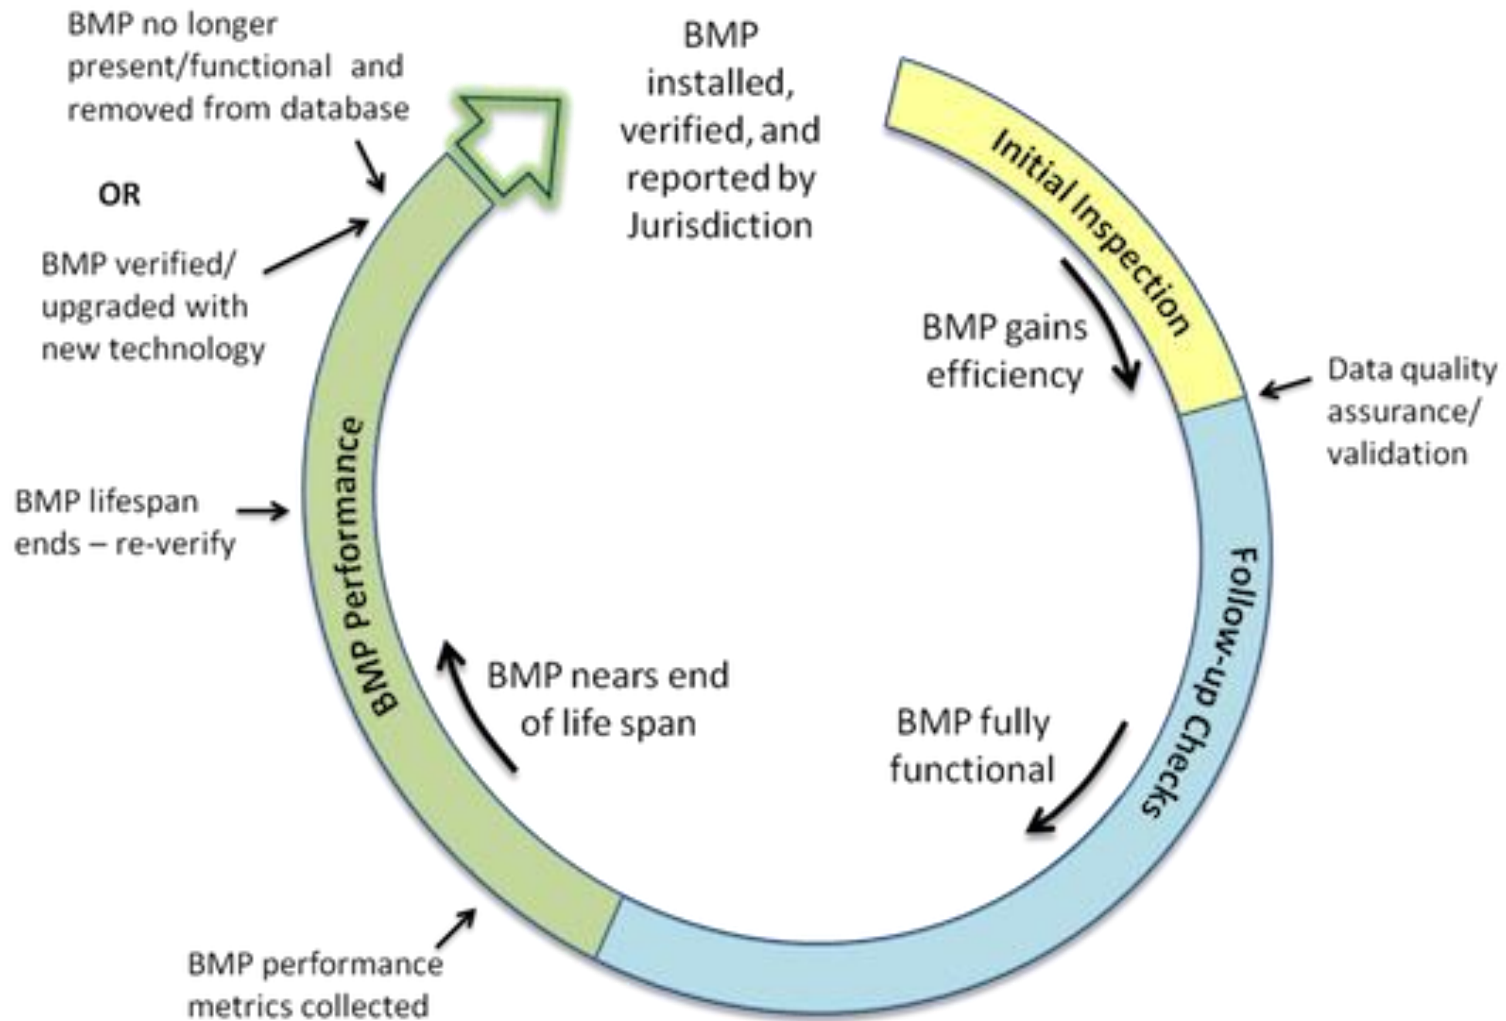 BMP no longer
present/functional and
removed from database
OR
BMP verified/
upgraded with
new technology
BMP lifespan
ends – re-verify
BMP performance
metrics collected
BMP
installed,
verified, and
reported by
Jurisdiction
Initial Inspection
BMP gains
efficiency
Data quality
assurance/
validation
Follow-up Checks
BMP fully
functional
BMP nears end
of life span
BMP Performance